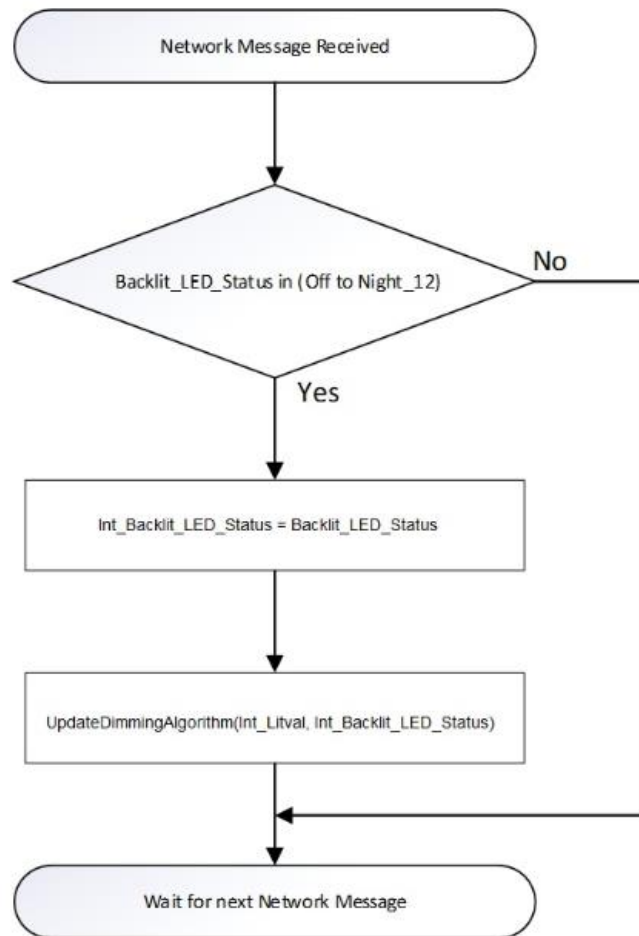 Network Message Received
Backlit_LED_Status in (Off to Night_12)
No
Yes
Int_Backlit_LED_Status = Backlit_LED_Status
UpdateDimmingAlgorithm(Int_Litval, Int_Backlit_LED_Status)
Wait for next Network Message